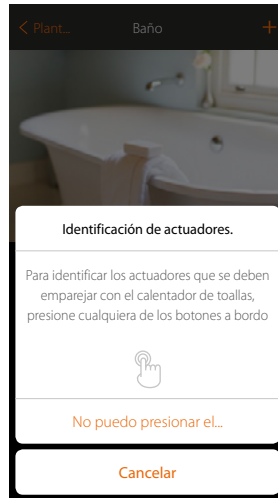 < Plant... Baño +
Identificación de actuadores.
Para identificar los actuadores que se deben
emparejar con el calentador de toallas,
presione cualquiera de los botones a bordo
No puedo presionar el...
Cancelar